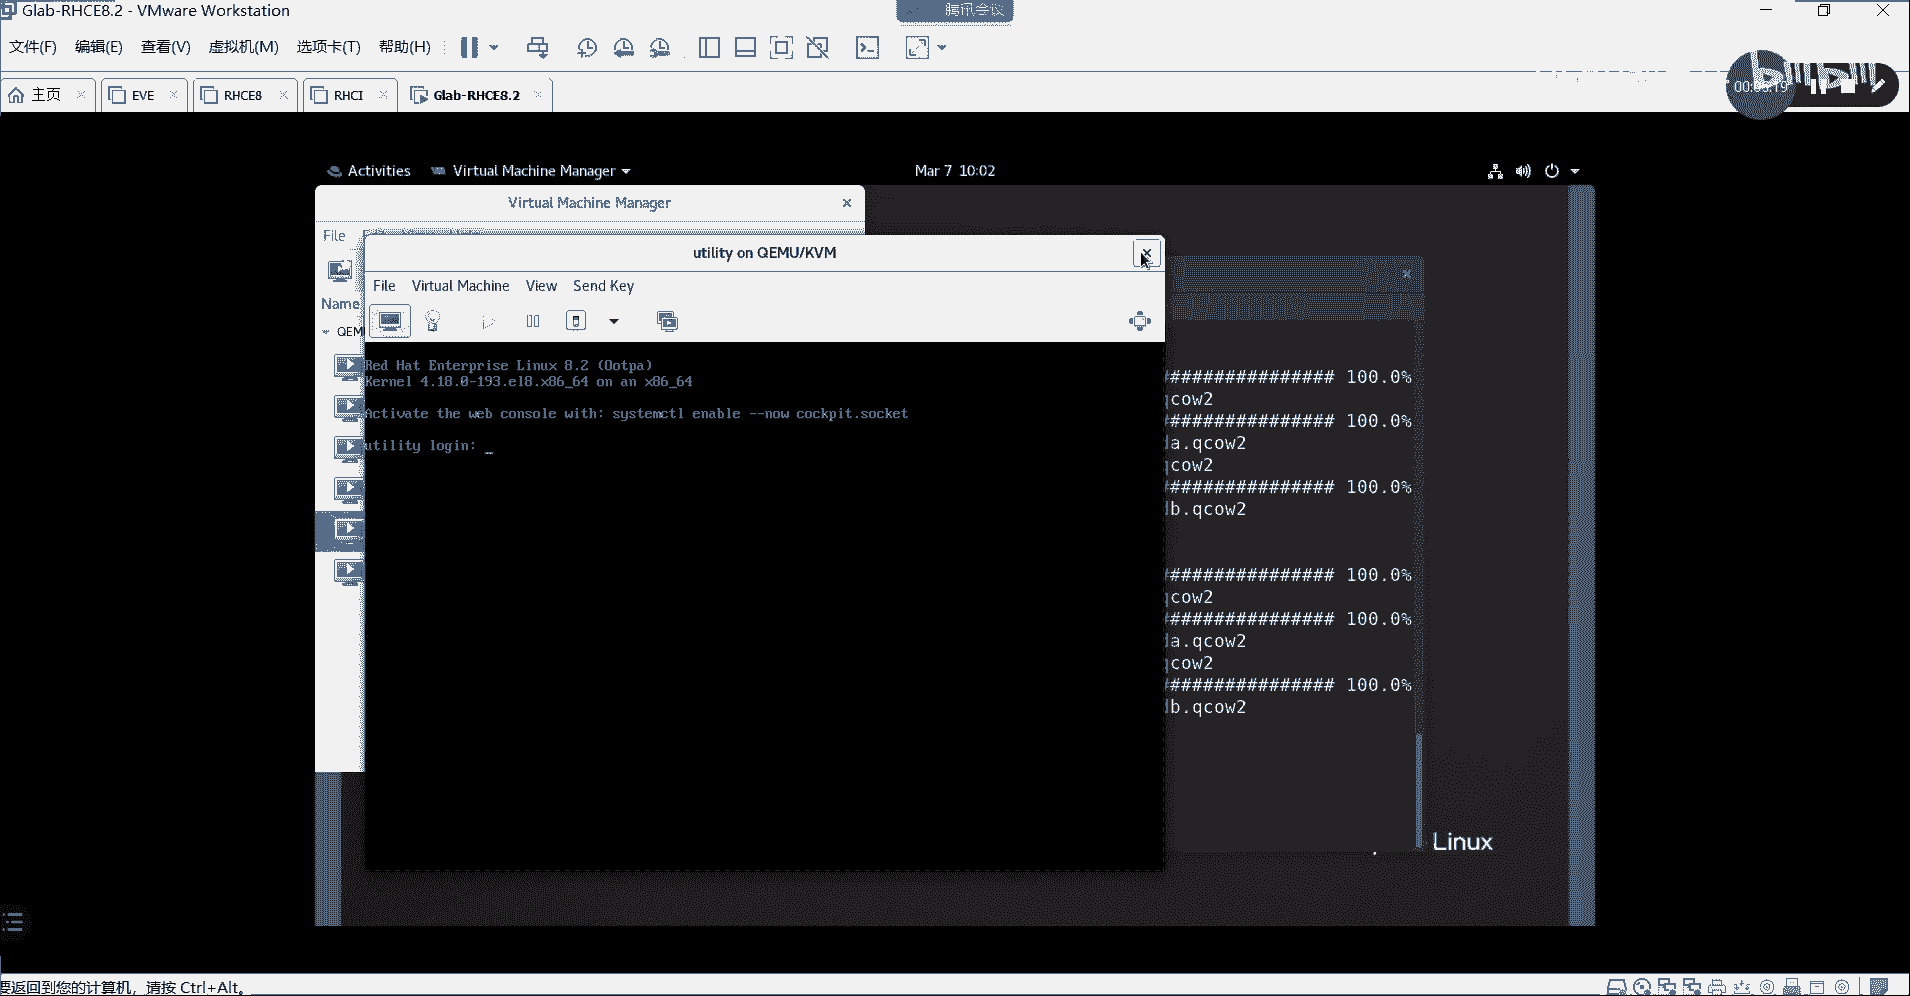 Glab-RHCE8.2 - VMware Workstation
腾讯会议
文件(F) 编辑(E) 查看(V) 虚拟机(M) 选项卡(T) 帮助(H)
主页 EVE RHCE8 RHCI Glab-RHCE8.2
Activities Virtual Machine Manager Mar 7 10:02
Virtual Machine Manager
File
utility on QEMU/KVM
File Virtual Machine View Send Key
Name
QEM
Red Hat Enterprise Linux 8.2 (Ootpa)
Kernel 4.18.0-193.el8.x86_64 on an x86_64
Activate the web console with: systemctl enable --now cockpit.socket
utility login: _
############### 100.0%
qcow2
############### 100.0%
da.qcow2
qcow2
############### 100.0%
db.qcow2
############### 100.0%
qcow2
############### 100.0%
da.qcow2
qcow2
############### 100.0%
db.qcow2
Linux
要返回到您的计算机，请按 Ctrl+Alt。